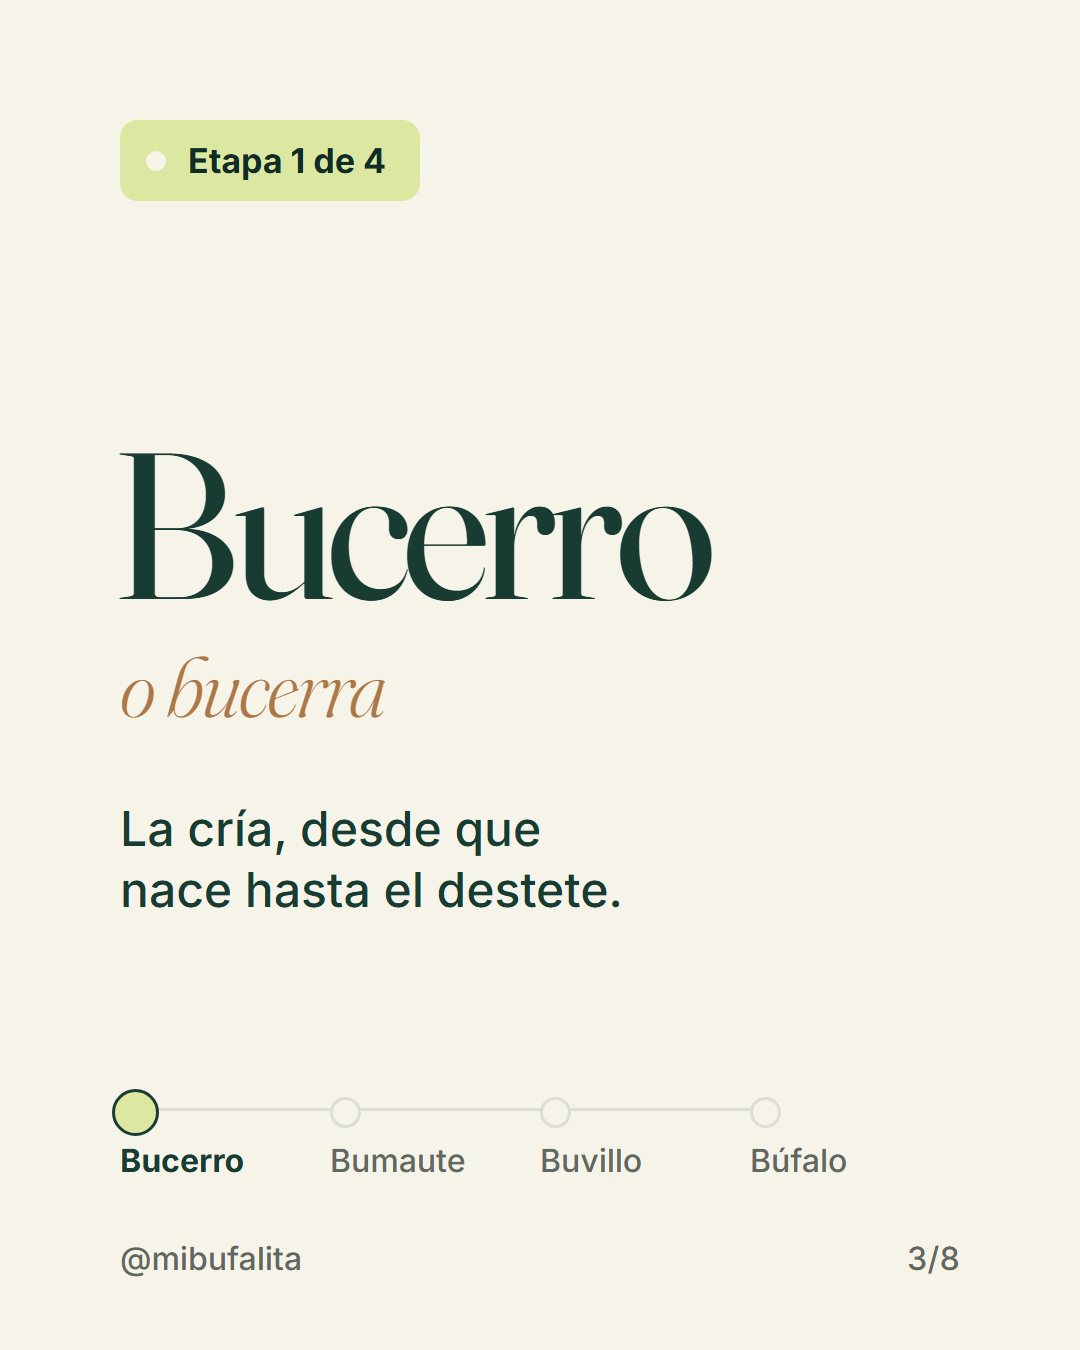 Etapa 1 de 4
Bucerro
o bucerra
La cría, desde que
nace hasta el destete.
Bucerro Bumaute Buvillo Búfalo
@mibufalita 3/8